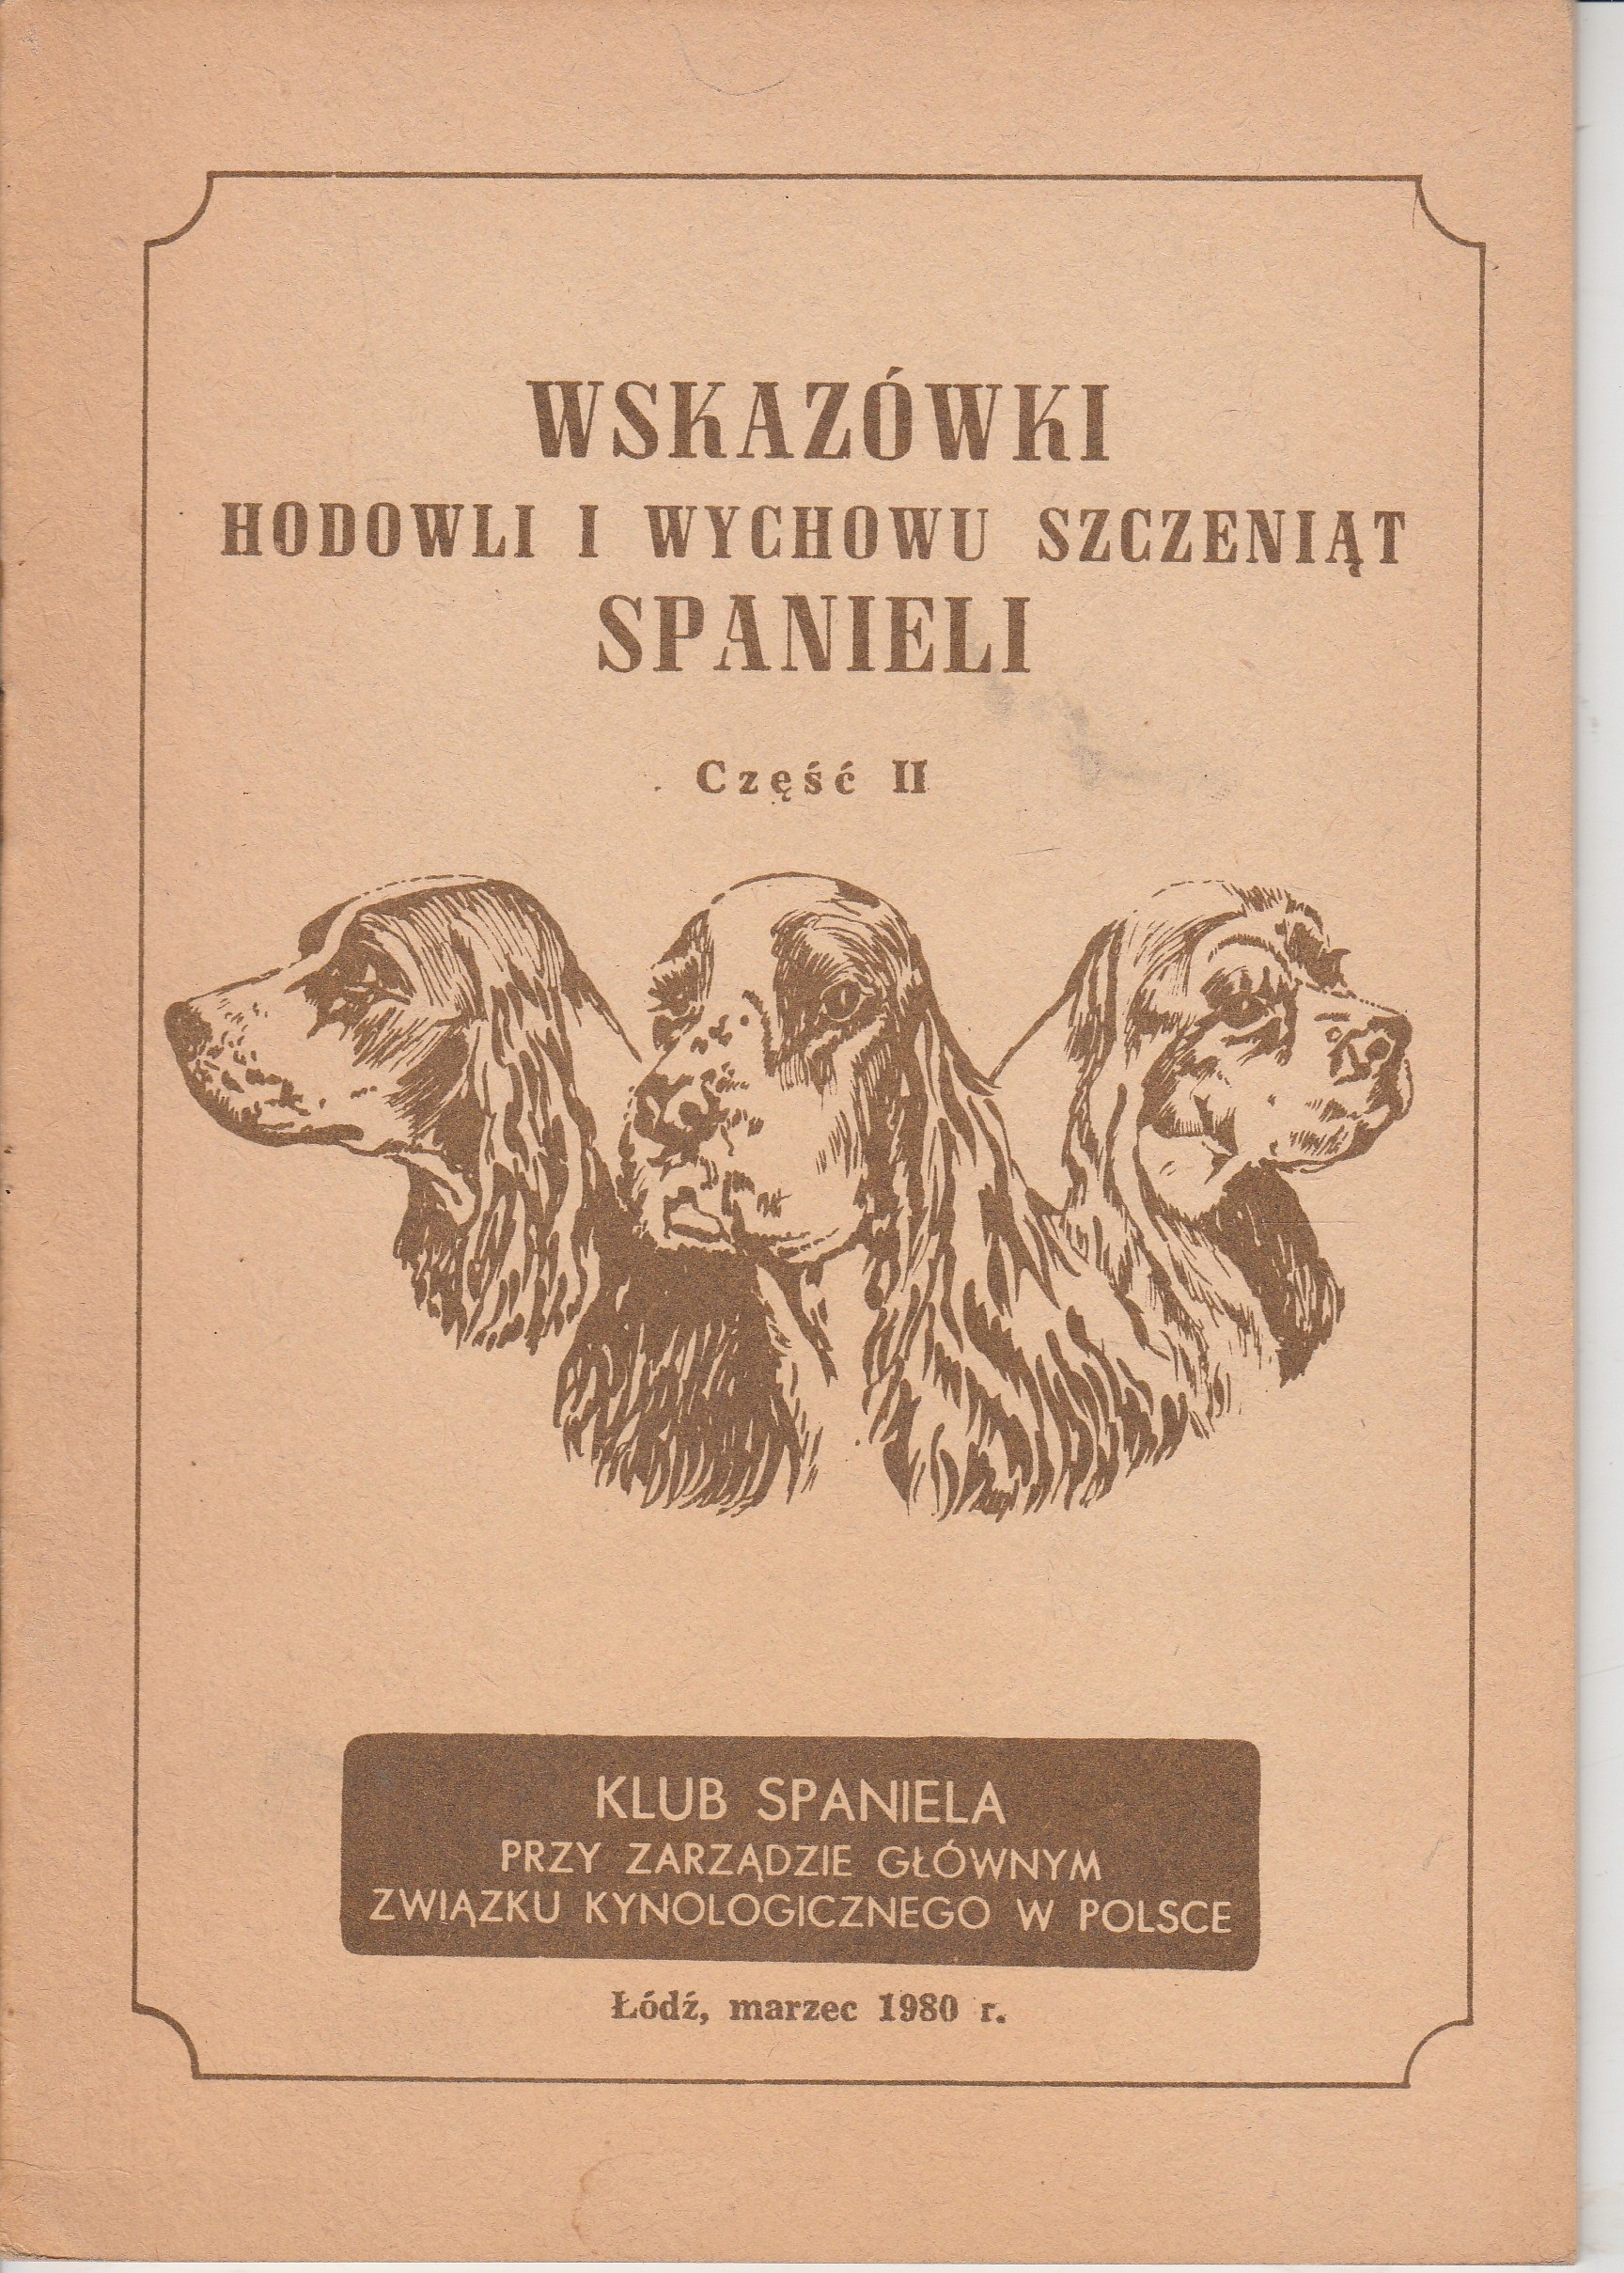 WSKAZÓWKI
HODOWLI I WYCHOWU SZCZENIĄT
SPANIELI
Część II
KLUB SPANIELA
PRZY ZARZĄDZIE GŁÓWNYM
ZWIĄZKU KYNOLOGICZNEGO W POLSCE
Łódź, marzec 1980 r.